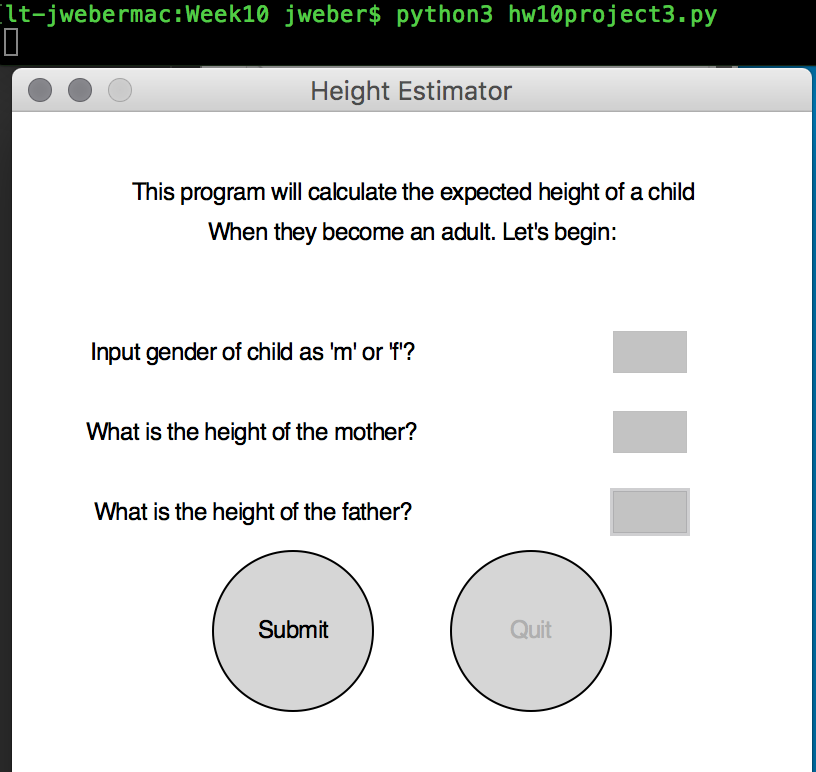 lt-jwebermac:Week10 jweber$ python3 hw10project3.py
Height Estimator
This program will calculate the expected height of a child
When they become an adult. Let's begin:
Input gender of child as 'm' or 'f'?
What is the height of the mother?
What is the height of the father?
Submit
Quit